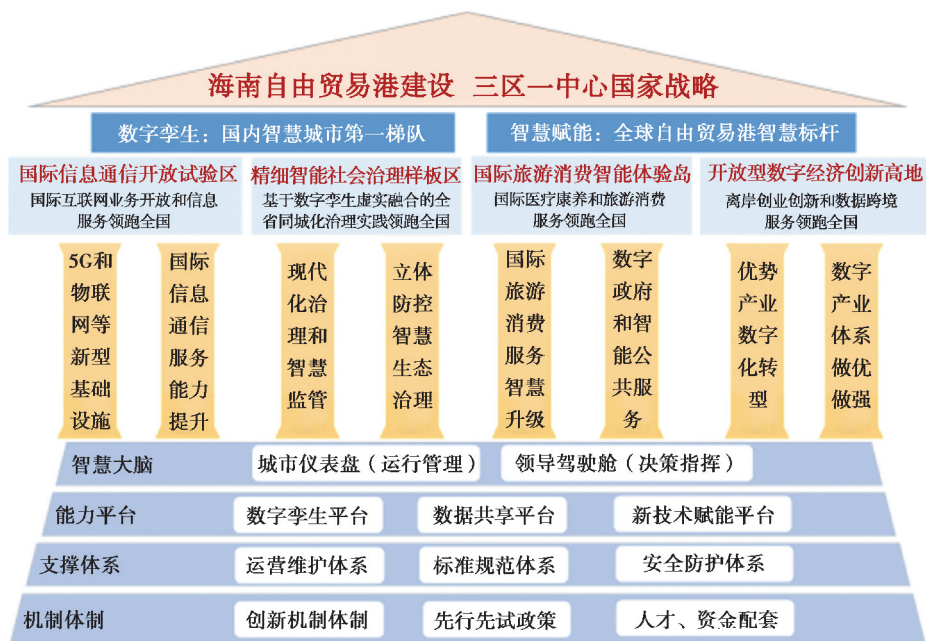 海南自由贸易港建设 三区一中心国家战略
数字孪生：国内智慧城市第一梯队
智慧赋能：全球自由贸易港智慧标杆
国际信息通信开放试验区
国际互联网业务开放和信息
服务领跑全国
精细智能社会治理样板区
基于数字孪生虚实融合的全
省同城化治理实践领跑全国
国际旅游消费智能体验岛
国际医疗康养和旅游消费
服务领跑全国
开放型数字经济创新高地
离岸创业创新和数据跨境
服务领跑全国
5G和
物联
网等
新型
基础
设施
国际
信息
通信
服务
能力
提升
现代
化治
理和
智慧
监管
立体
防控
智慧
生态
治理
国际
旅游
消费
服务
智慧
升级
数字
政府
和智
能公
共服
务
优势
产业
数字
化转
型
数字
产业
体系
做优
做强
智慧大脑
城市仪表盘（运行管理）
领导驾驶舱（决策指挥）
能力平台
数字孪生平台
数据共享平台
新技术赋能平台
支撑体系
运营维护体系
标准规范体系
安全防护体系
机制体制
创新机制体制
先行先试政策
人才、资金配套